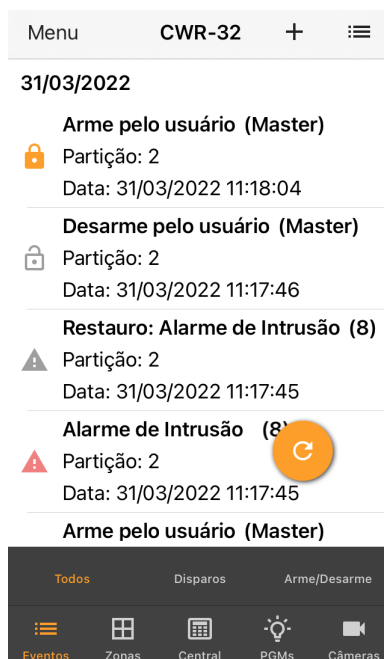 Menu CWR-32
31/03/2022
Arme pelo usuário (Master)
Partição: 2
Data: 31/03/2022 11:18:04
Desarme pelo usuário (Master)
Partição: 2
Data: 31/03/2022 11:17:46
Restauro: Alarme de Intrusão (8)
Partição: 2
Data: 31/03/2022 11:17:45
Alarme de Intrusão (8)
Partição: 2
Data: 31/03/2022 11:17:45
Arme pelo usuário (Master)
Todos Disparos Arme/Desarme
Eventos Zonas Central PGMs Câmeras